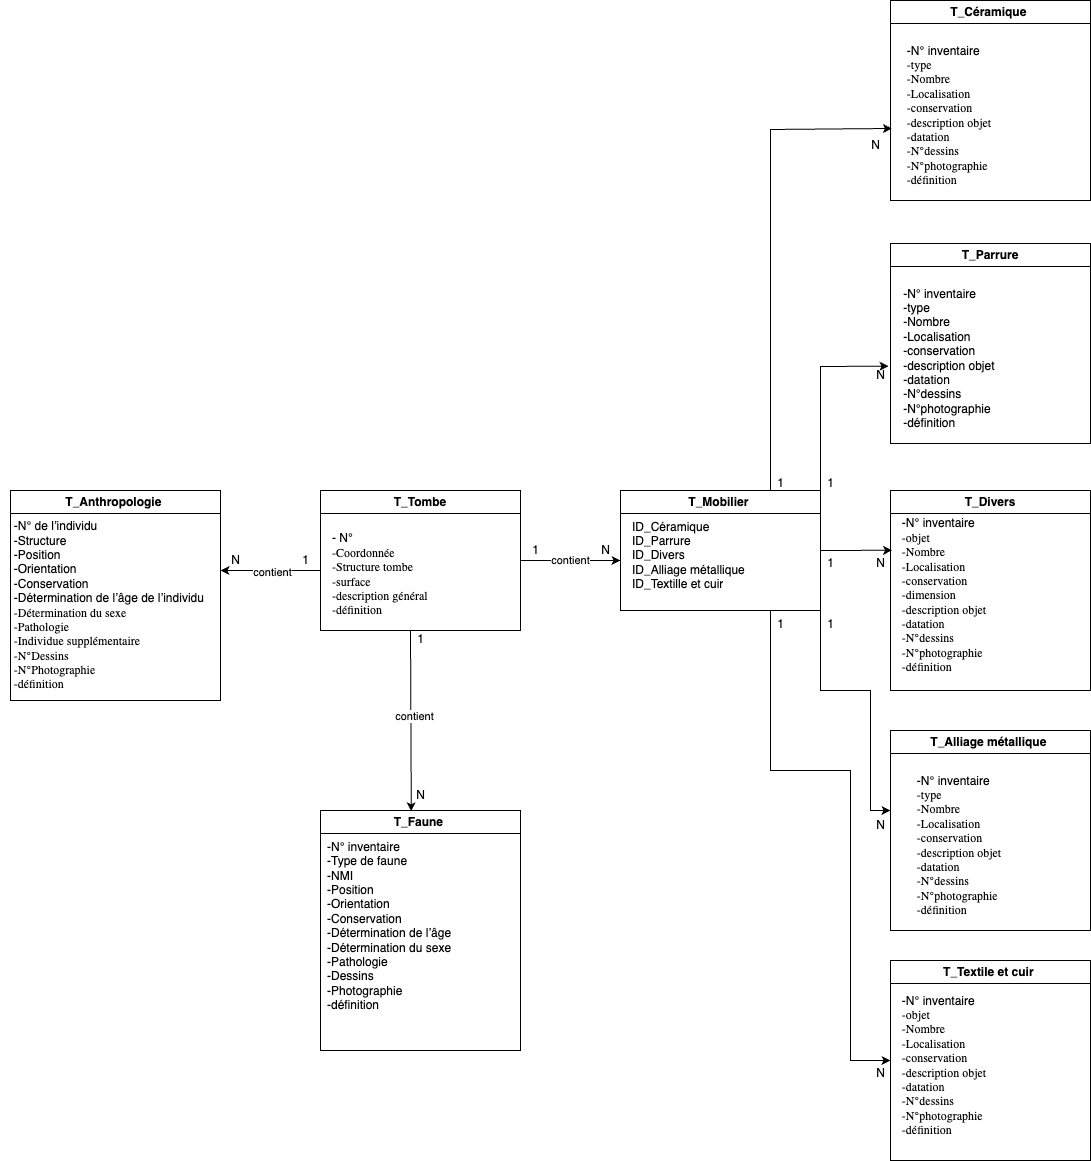 T_Céramique
-N° inventaire
-type
-Nombre
-Localisation
-conservation
-description objet
-datation
-N°dessins
-N°photographie
-définition
N
T_Parrure
-N° inventaire
-type
-Nombre
-Localisation
-conservation
-description objet
-datation
-N°dessins
-N°photographie
-définition
N
T_Anthropologie
-N° de l'individu
-Structure
-Position
-Orientation
-Conservation
-Détermination de l'âge de l'individu
-Détermination du sexe
-Pathologie
-Individue supplémentaire
-N°Dessins
-N°Photographie
-définition
N
contient
1
T_Tombe
- N°
-Coordonnée
-Structure tombe
-surface
-description général
-définition
1
contient
N
T_Mobilier
ID_Céramique
ID_Parrure
ID_Divers
ID_Alliage métallique
ID_Textille et cuir
1
1
1
1
1
N
T_Divers
-N° inventaire
-objet
-Nombre
-Localisation
-conservation
-dimension
-description objet
-datation
-N°dessins
-N°photographie
-définition
1
contient
N
T_Faune
-N° inventaire
-Type de faune
-NMI
-Position
-Orientation
-Conservation
-Détermination de l'âge
-Détermination du sexe
-Pathologie
-Dessins
-Photographie
-définition
N
T_Alliage métallique
-N° inventaire
-type
-Nombre
-Localisation
-conservation
-description objet
-datation
-N°dessins
-N°photographie
-définition
N
T_Textile et cuir
-N° inventaire
-objet
-Nombre
-Localisation
-conservation
-description objet
-datation
-N°dessins
-N°photographie
-définition